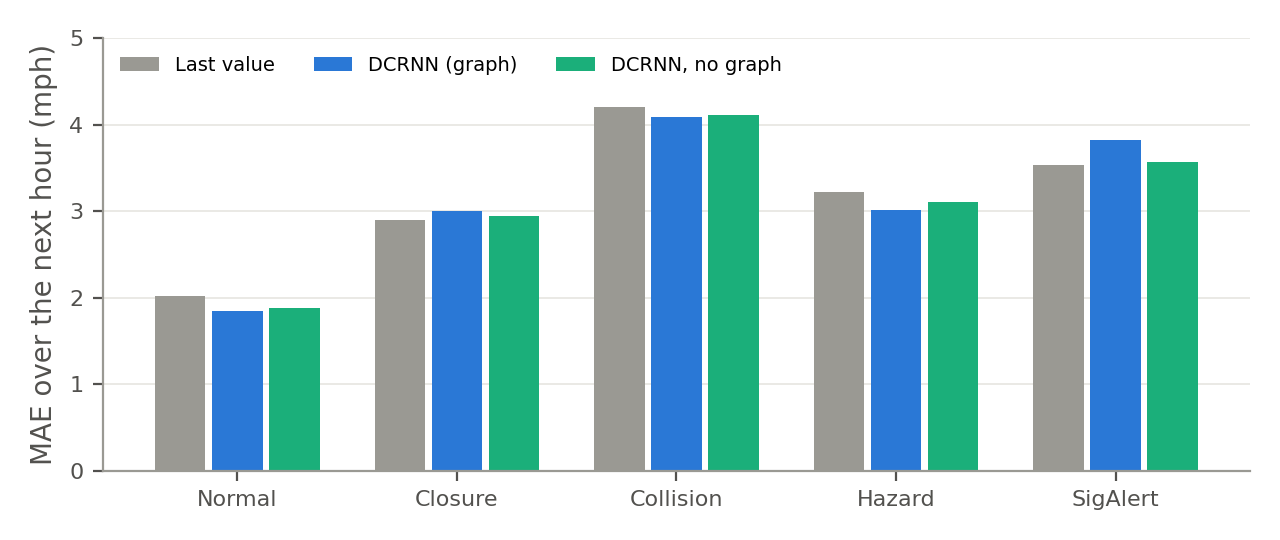 MAE over the next hour (mph)
5
4
3
2
1
0
Last value
DCRNN (graph)
DCRNN, no graph
Normal
Closure
Collision
Hazard
SigAlert